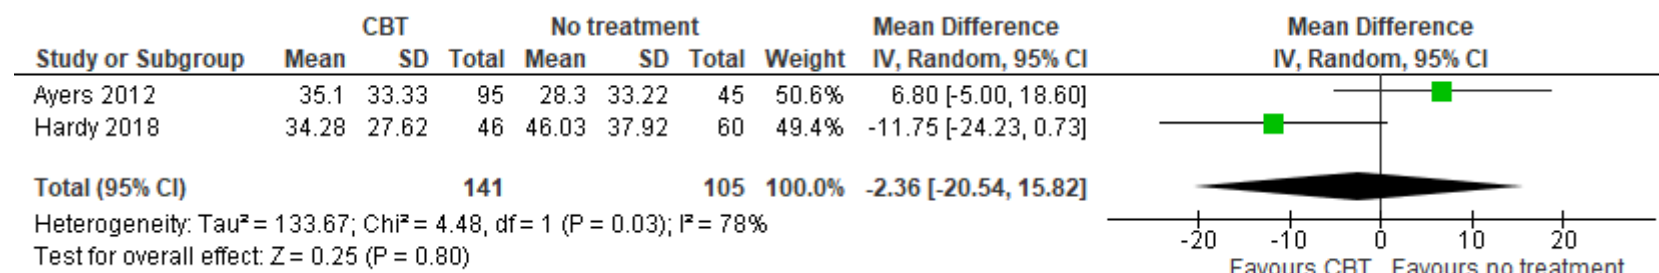 CBT No treatment Mean Difference Mean Difference
Study or Subgroup Mean SD Total Mean SD Total Weight IV, Random, 95% CI IV, Random, 95% CI
Ayers 2012 35.1 33.33 95 28.3 33.22 45 50.6% 6.80 [-5.00, 18.60]
Hardy 2018 34.28 27.62 46 46.03 37.92 60 49.4% -11.75 [-24.23, 0.73]
Total (95% CI) 141 105 100.0% -2.36 [-20.54, 15.82]
Heterogeneity: Tau² = 133.67; Chi² = 4.48, df = 1 (P = 0.03); I² = 78%
Test for overall effect: Z = 0.25 (P = 0.80)
-20 -10 0 10 20
Favours CBT Favours no treatment